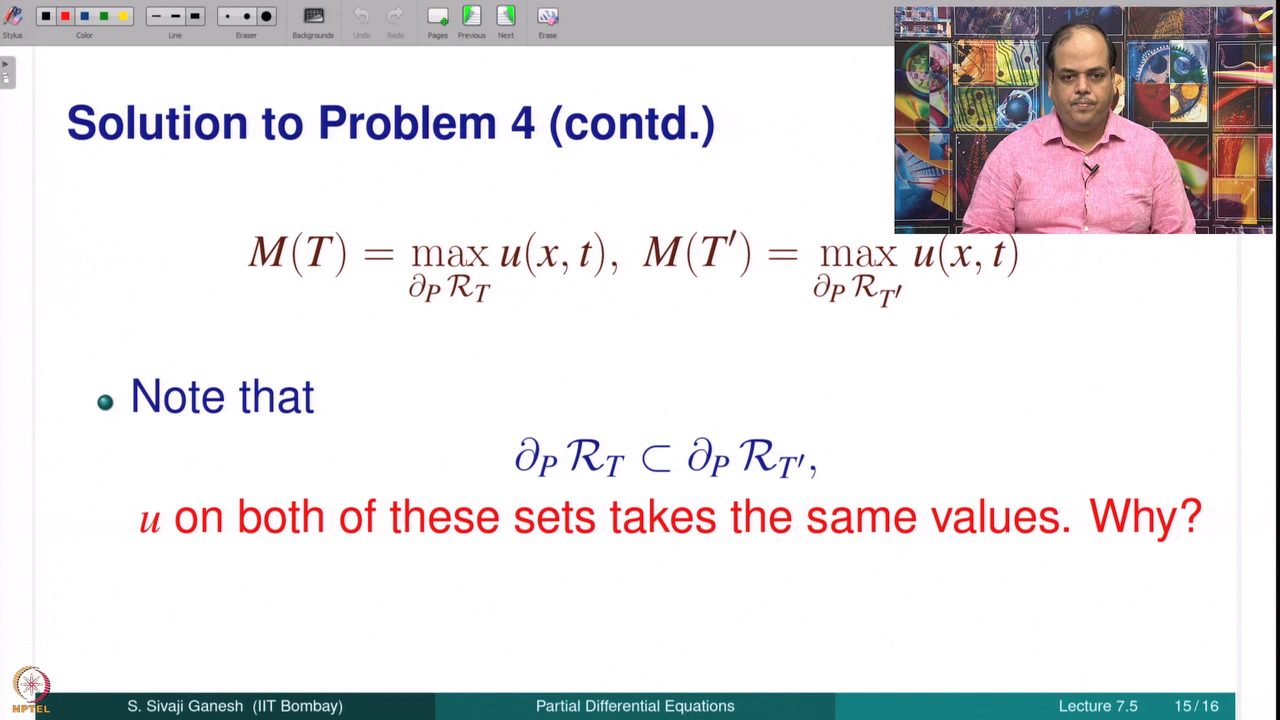 Stylus
Color
Line
Eraser
Backgrounds
Undo
Redo
Pages
Previous
Next
Erase
Solution to Problem 4 (contd.)
M(T) = max_{∂_P ℛ_T} u(x, t), M(T′) = max_{∂_P ℛ_{T′}} u(x, t)
Note that
∂_P ℛ_T ⊂ ∂_P ℛ_{T′},
u on both of these sets takes the same values. Why?
NPTEL
S. Sivaji Ganesh (IIT Bombay)
Partial Differential Equations
Lecture 7.5
15 / 16